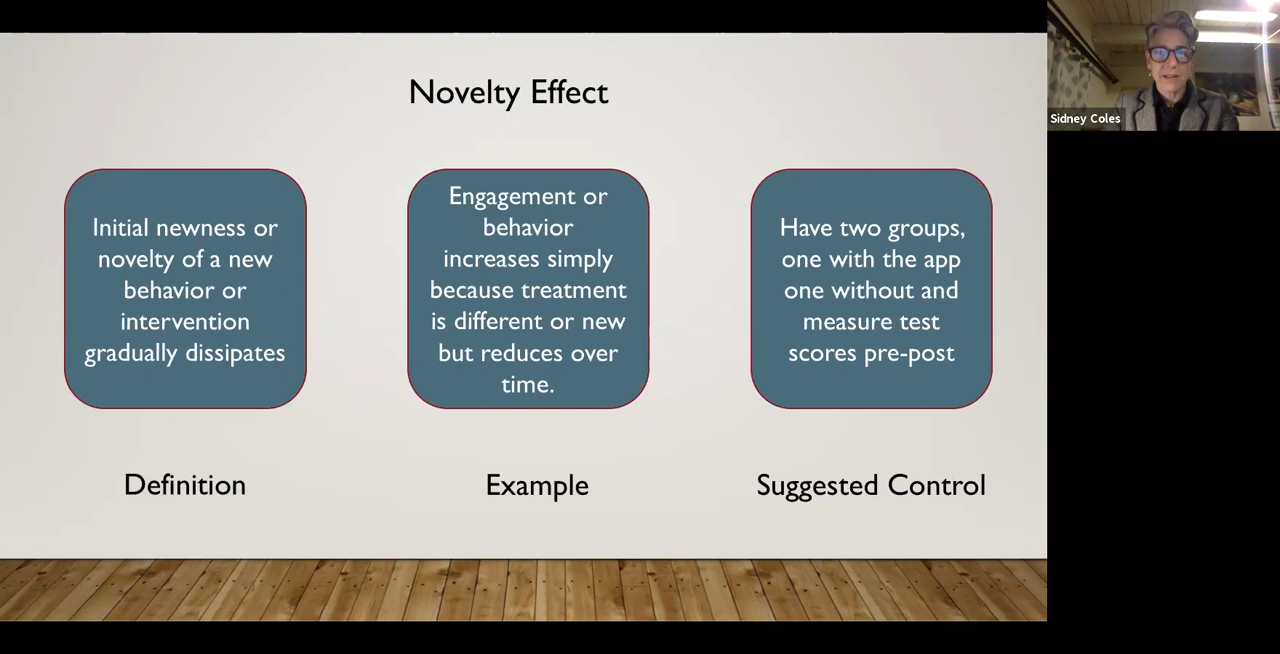 Novelty Effect
Initial newness or
novelty of a new
behavior or
intervention
gradually dissipates
Engagement or
behavior
increases simply
because treatment
is different or new
but reduces over
time.
Have two groups,
one with the app
one without and
measure test
scores pre-post
Definition
Example
Suggested Control
Sidney Coles